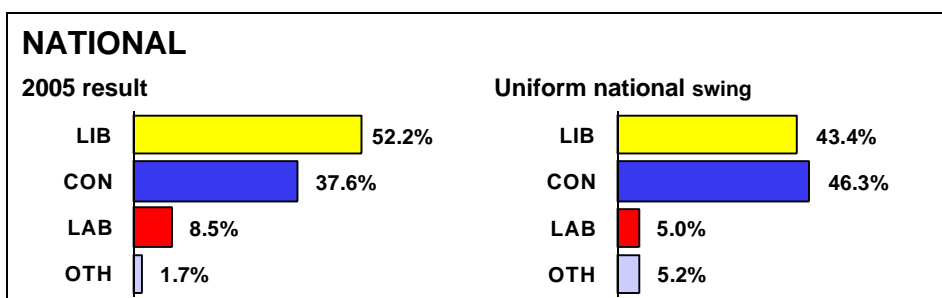 NATIONAL
2005 result
LIB 52.2%
CON 37.6%
LAB 8.5%
OTH 1.7%
Uniform national swing
LIB 43.4%
CON 46.3%
LAB 5.0%
OTH 5.2%